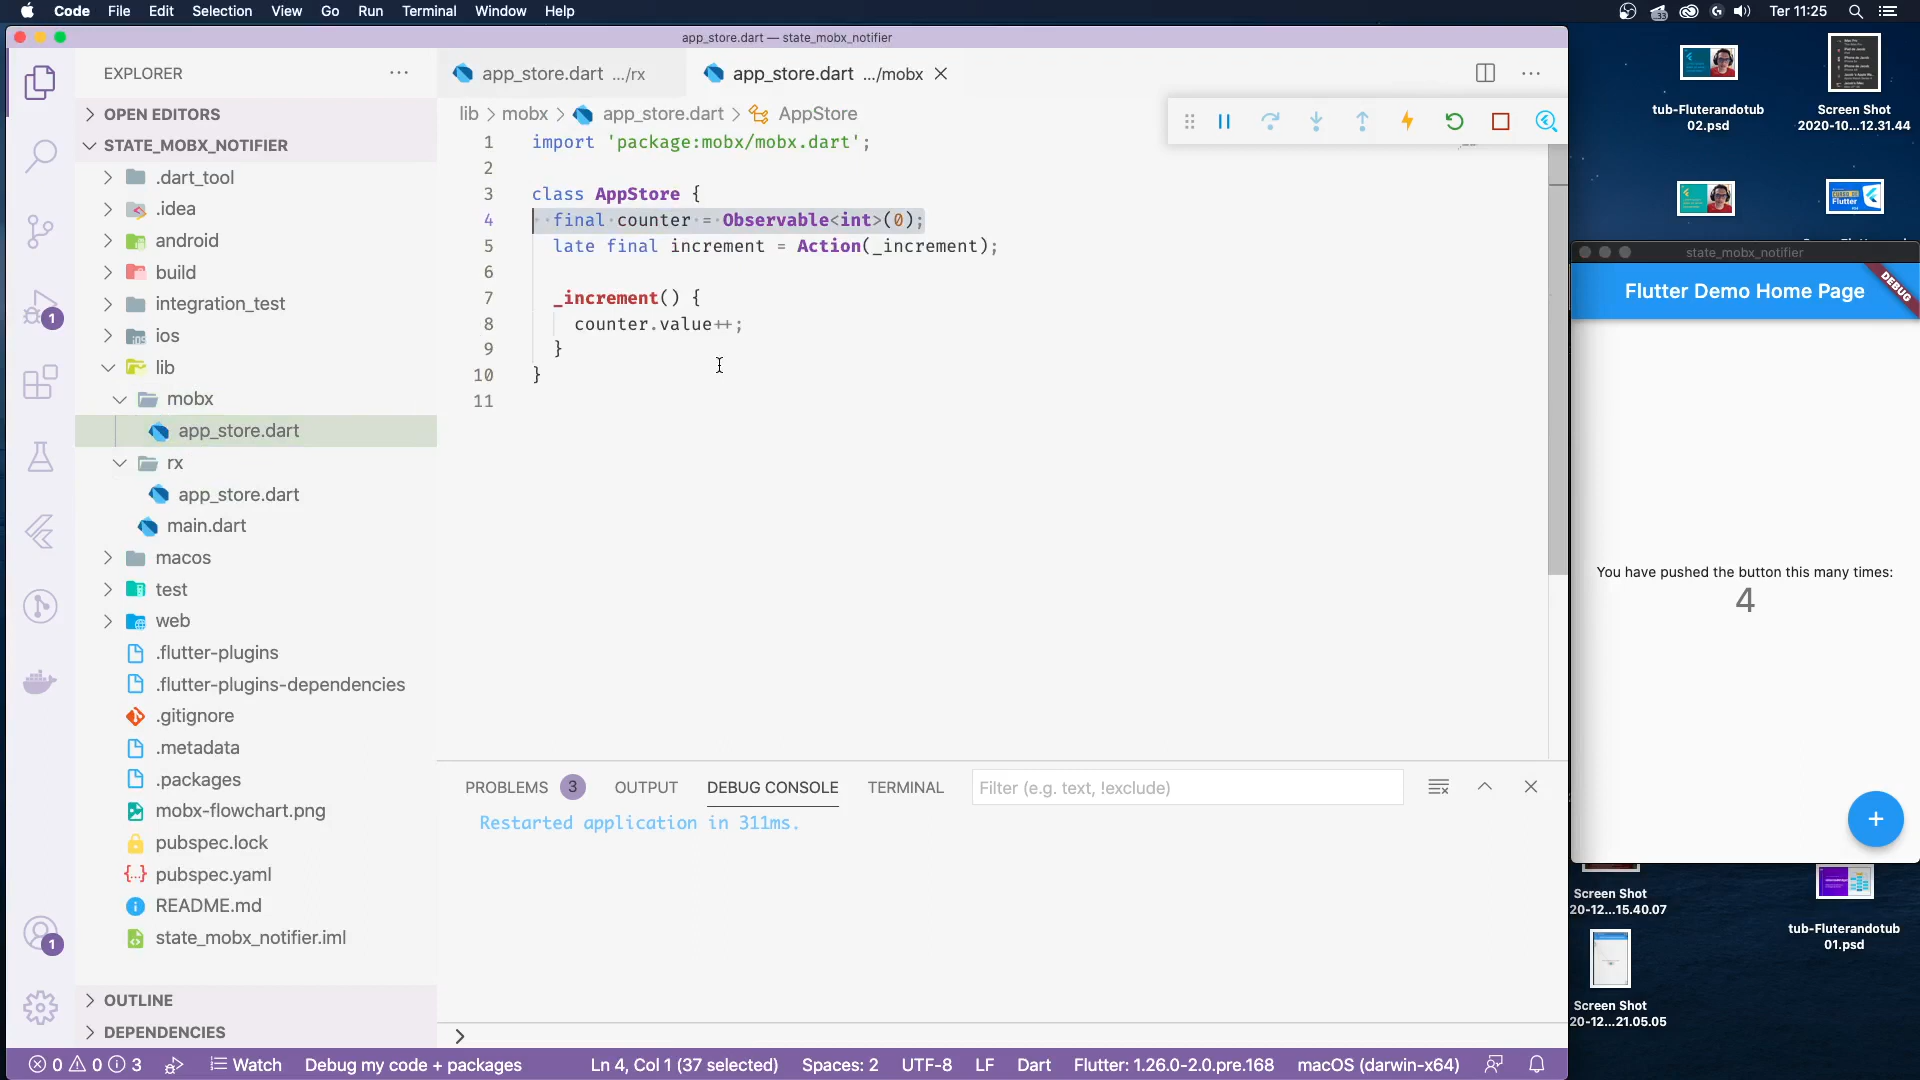 Code File Edit Selection View Go Run Terminal Window Help
33
Ter 11:25
app_store.dart — state_mobx_notifier
EXPLORER
app_store.dart .../rx
app_store.dart .../mobx
OPEN EDITORS
lib > mobx > app_store.dart > AppStore
STATE_MOBX_NOTIFIER
.dart_tool
.idea
android
build
integration_test
ios
lib
mobx
app_store.dart
rx
app_store.dart
main.dart
macos
test
web
.flutter-plugins
.flutter-plugins-dependencies
.gitignore
.metadata
.packages
mobx-flowchart.png
pubspec.lock
pubspec.yaml
README.md
state_mobx_notifier.iml
OUTLINE
DEPENDENCIES
1
1
1 import 'package:mobx/mobx.dart';
2
3 class AppStore {
4 final counter = Observable<int>(0);
5 late final increment = Action(_increment);
6
7 _increment() {
8 counter.value++;
9 }
10 }
11
PROBLEMS 3 OUTPUT DEBUG CONSOLE TERMINAL Filter (e.g. text, !exclude)
Restarted application in 311ms.
0 0 3 Watch Debug my code + packages Ln 4, Col 1 (37 selected) Spaces: 2 UTF-8 LF Dart Flutter: 1.26.0-2.0.pre.168 macOS (darwin-x64)
tub-Fluterandotub
02.psd
Screen Shot
2020-10...12.31.44
state_mobx_notifier
Flutter Demo Home Page
DEBUG
You have pushed the button this many times:
4
+
Screen Shot
20-12...15.40.07
tub-Fluterandotub
01.psd
Screen Shot
20-12...21.05.05